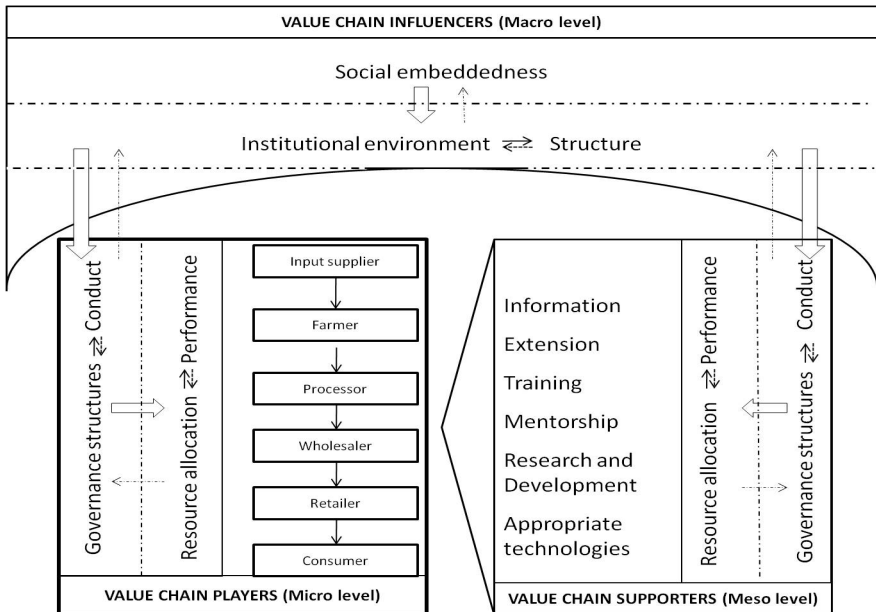 VALUE CHAIN INFLUENCERS (Macro level)
Social embeddedness
Institutional environment
Structure
Governance structures
Conduct
Resource allocation
Performance
Input supplier
Farmer
Processor
Wholesaler
Retailer
Consumer
VALUE CHAIN PLAYERS (Micro level)
Information
Extension
Training
Mentorship
Research and
Development
Appropriate
technologies
Resource allocation
Performance
Governance structures
Conduct
VALUE CHAIN SUPPORTERS (Meso level)